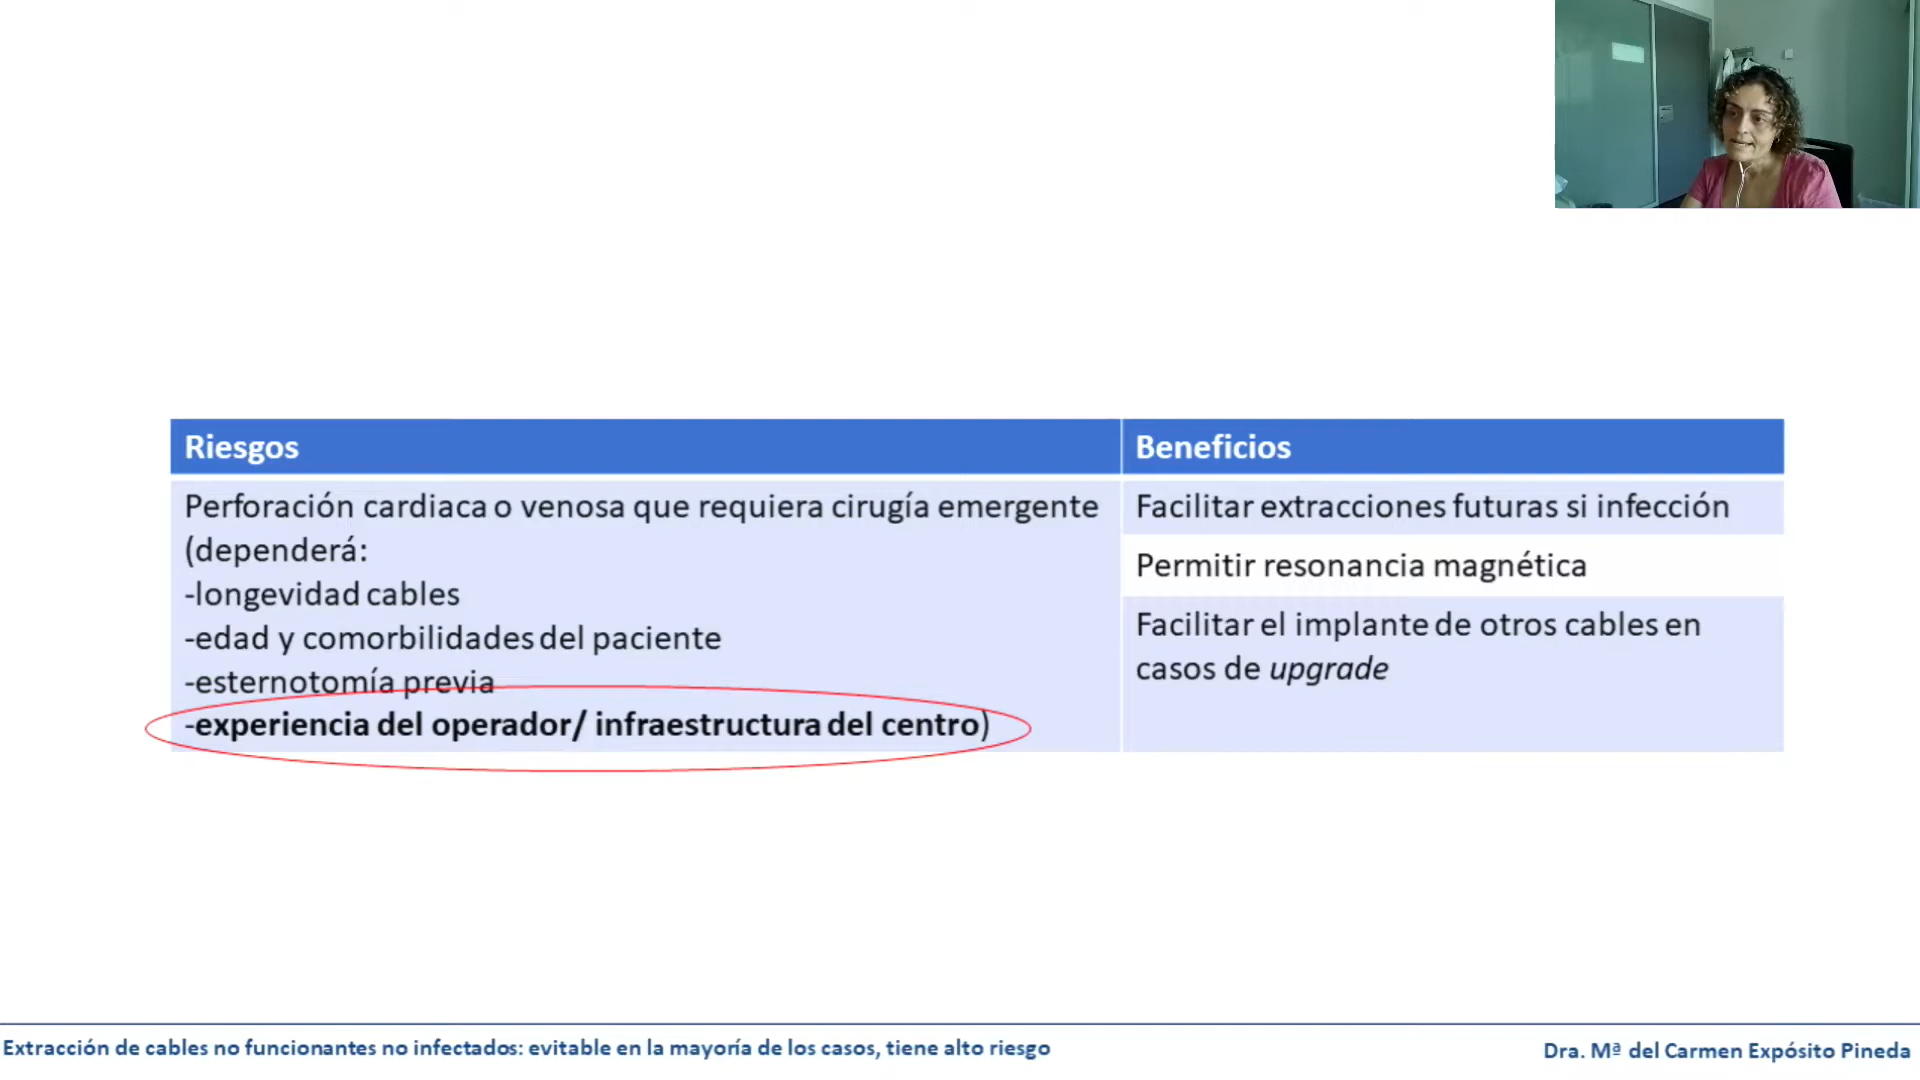 Riesgos
Beneficios
Perforación cardiaca o venosa que requiera cirugía emergente
(dependerá:
-longevidad cables
-edad y comorbilidades del paciente
-esternotomía previa
-experiencia del operador/ infraestructura del centro)
Facilitar extracciones futuras si infección
Permitir resonancia magnética
Facilitar el implante de otros cables en
casos de upgrade
Extracción de cables no funcionantes no infectados: evitable en la mayoría de los casos, tiene alto riesgo
Dra. Mª del Carmen Expósito Pineda